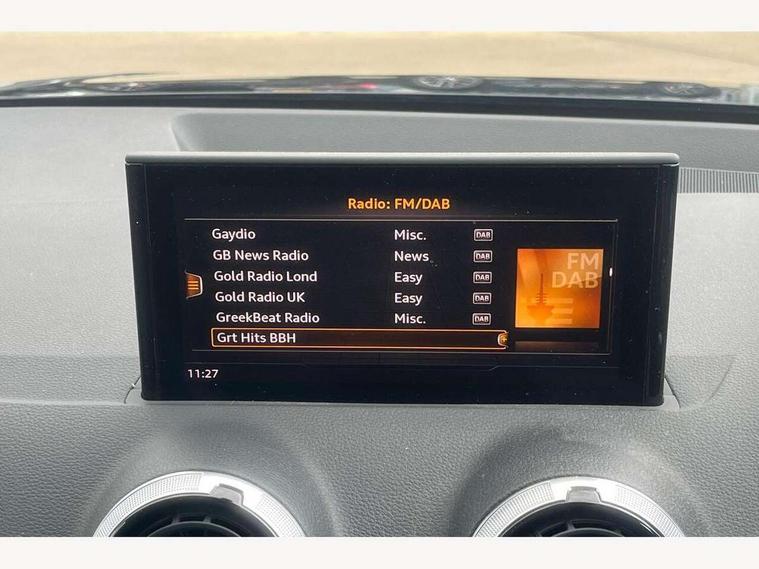 Radio: FM/DAB
Gaydio Misc. DAB
GB News Radio News DAB
Gold Radio Lond Easy DAB
Gold Radio UK Easy DAB
GreekBeat Radio Misc. DAB
Grt Hits BBH
FM
DAB
11:27